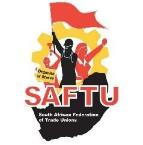 SAFTU
South African Federation
of Trade Unions